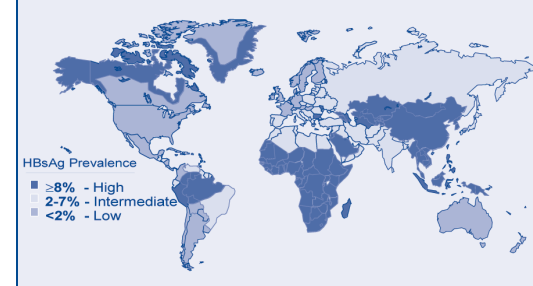 HBsAg Prevalence
≥8% - High
2-7% - Intermediate
<2% - Low